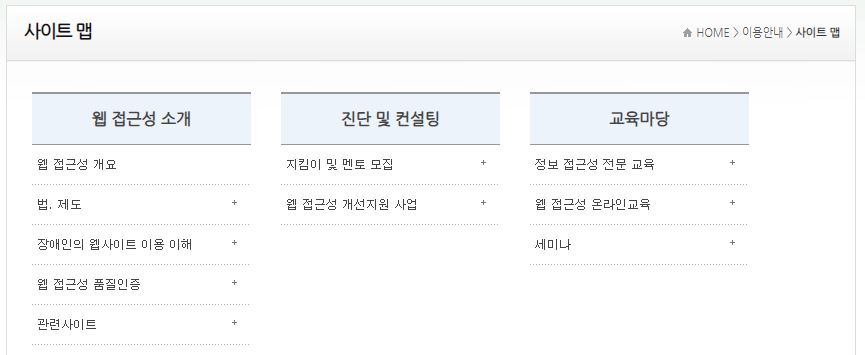 사이트 맵
HOME > 이용안내 > 사이트 맵
웹 접근성 소개
웹 접근성 개요
법. 제도 +
장애인의 웹사이트 이용 이해 +
웹 접근성 품질인증 +
관련사이트 +
진단 및 컨설팅
지킴이 및 멘토 모집 +
웹 접근성 개선지원 사업 +
교육마당
정보 접근성 전문 교육 +
웹 접근성 온라인교육 +
세미나 +